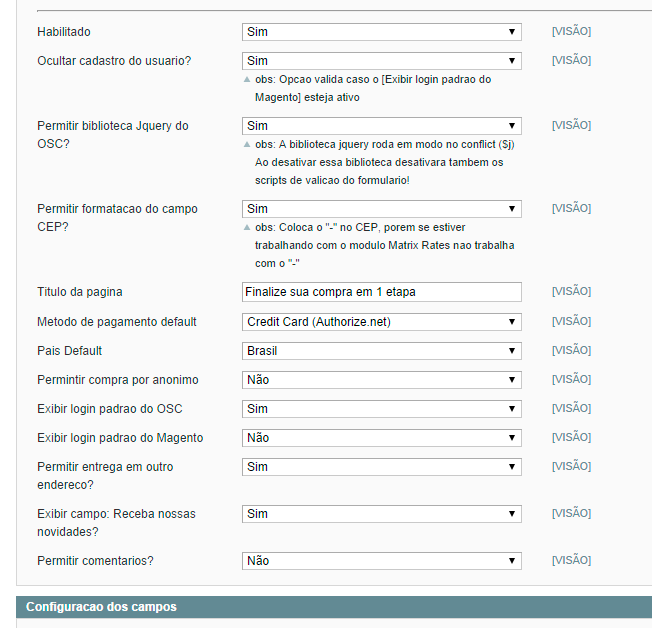 Habilitado Sim [VISÃO]
Ocultar cadastro do usuario? Sim [VISÃO]
obs: Opcao valida caso o [Exibir login padrao do
Magento] esteja ativo
Permitir biblioteca Jquery do Sim [VISÃO]
OSC?
obs: A biblioteca jquery roda em modo no conflict ($j)
Ao desativar essa biblioteca desativara tambem os
scripts de valicao do formulario!
Permitir formatacao do campo Sim [VISÃO]
CEP?
obs: Coloca o "-" no CEP, porem se estiver
trabalhando com o modulo Matrix Rates nao trabalha
com o "-"
Titulo da pagina Finalize sua compra em 1 etapa [VISÃO]
Metodo de pagamento default Credit Card (Authorize.net) [VISÃO]
Pais Default Brasil [VISÃO]
Permintir compra por anonimo Não [VISÃO]
Exibir login padrao do OSC Sim [VISÃO]
Exibir login padrao do Magento Não [VISÃO]
Permitir entrega em outro Sim [VISÃO]
endereco?
Exibir campo: Receba nossas Sim [VISÃO]
novidades?
Permitir comentarios? Não [VISÃO]
Configuracao dos campos